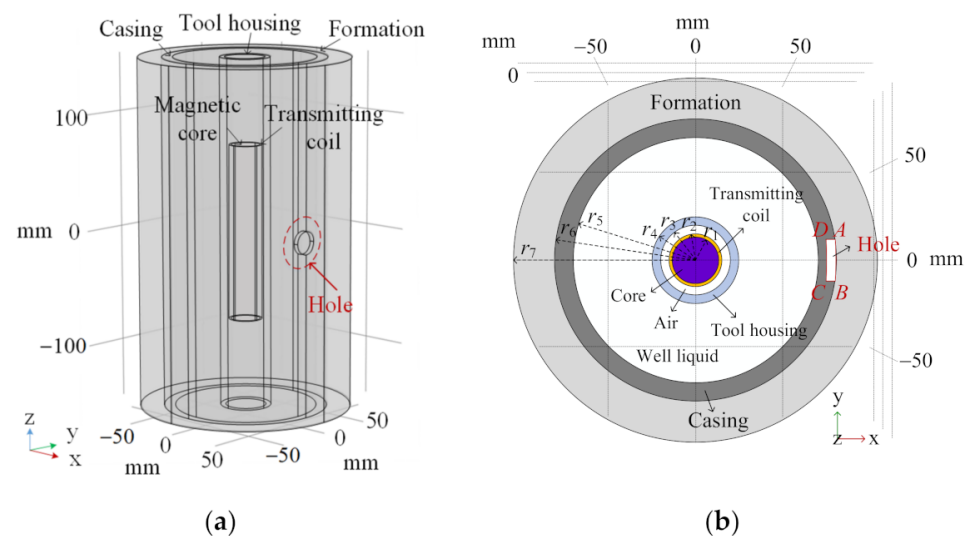 Tool housing
Casing
Formation
Magnetic
core
Transmitting
coil
100
mm
0
−100
Hole
−50
0
50
mm
−50
0
50
mm
z
y
x
(a)
mm
−50
0
50
mm
0
Formation
50
Transmitting
coil
r1
r2
r3
r4
r5
r6
r7
D
A
Hole
0
mm
C
B
Core
Air
Tool housing
Well liquid
−50
Casing
y
z
x
(b)